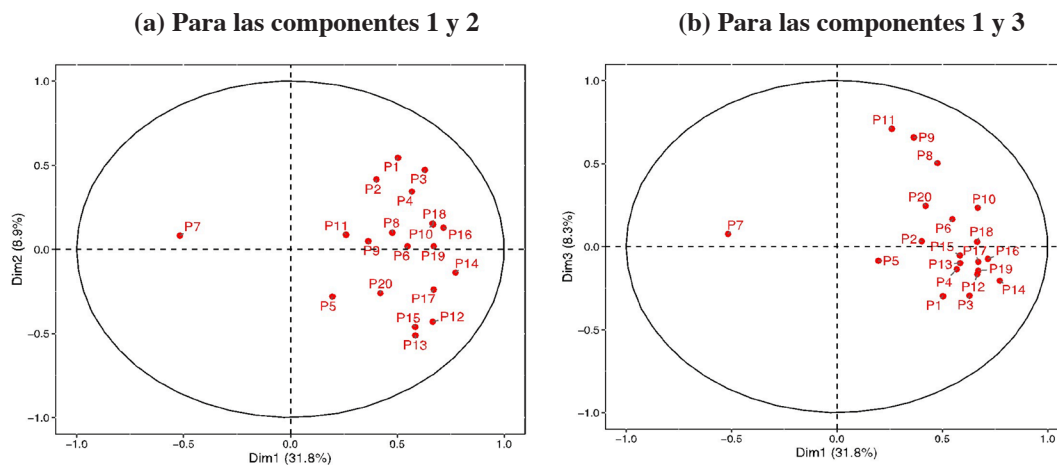 (a) Para las componentes 1 y 2
(b) Para las componentes 1 y 3
1.0
0.5
0.0
−0.5
−1.0
Dim2 (8.9%)
P1
P3
P2
P4
P7
P11
P8
P18
P10
P16
P9
P6
P19
P14
P20
P5
P17
P15
P12
P13
−1.0
−0.5
0.0
0.5
1.0
Dim1 (31.8%)
1.0
0.5
0.0
−0.5
−1.0
Dim3 (8.3%)
P11
P9
P8
P20
P10
P7
P6
P2
P18
P15
P17
P16
P5
P13
P19
P4
P12
P14
P1
P3
−1.0
−0.5
0.0
0.5
1.0
Dim1 (31.8%)